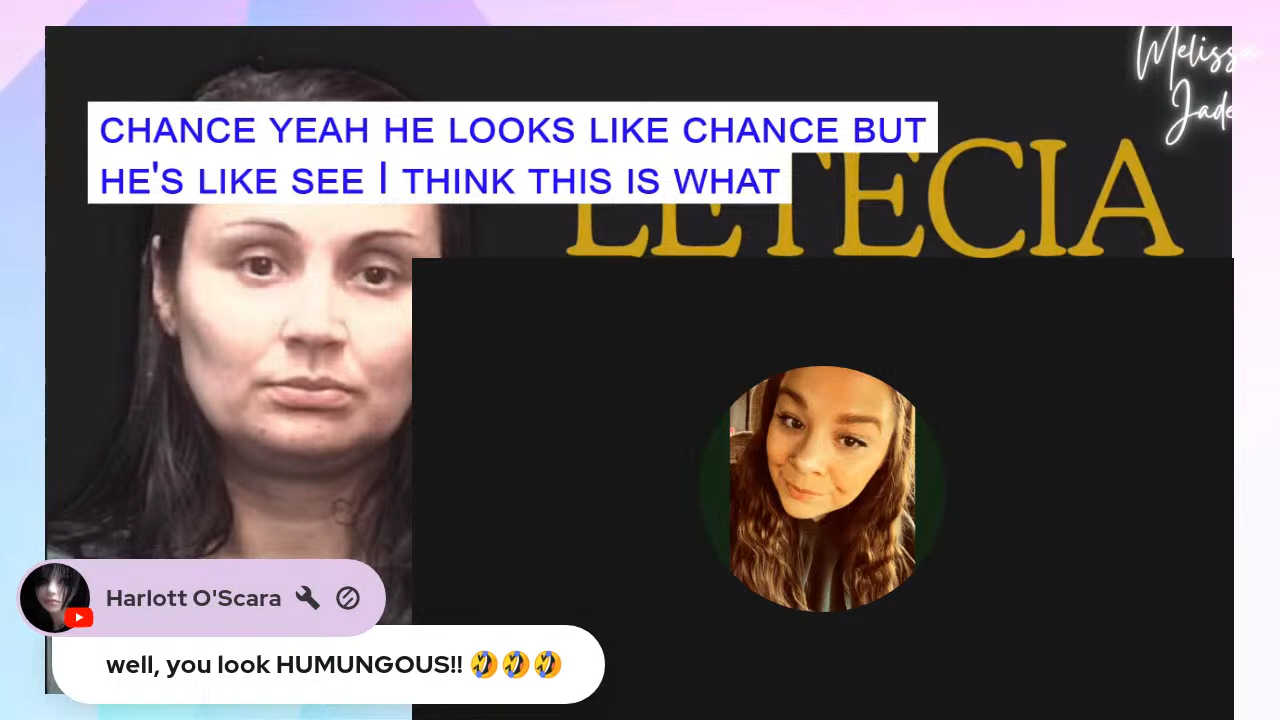 Melissa
Jade
CHANCE YEAH HE LOOKS LIKE CHANCE BUT
HE'S LIKE SEE I THINK THIS IS WHAT
LETECIA
Harlott O'Scara
well, you look HUMUNGOUS!! 🤣🤣🤣